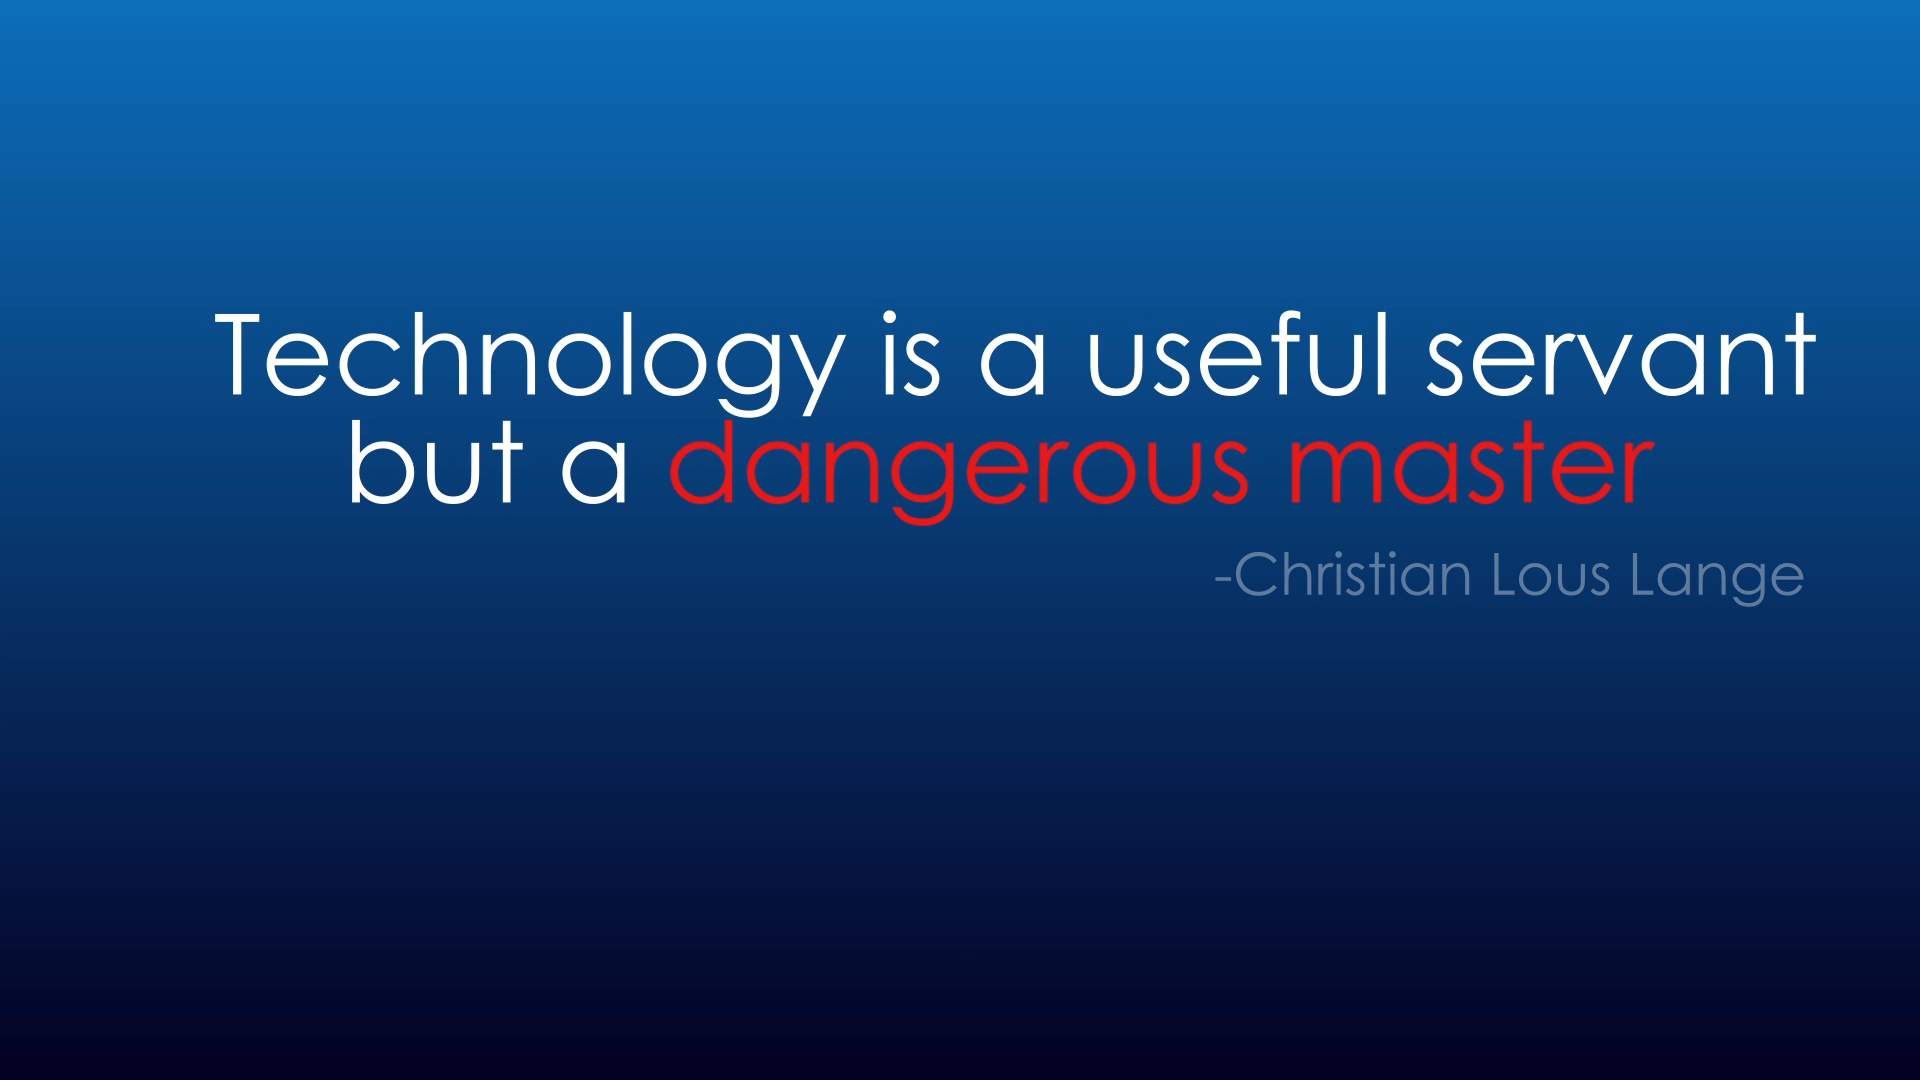 Technology is a useful servant
but a dangerous master
-Christian Lous Lange